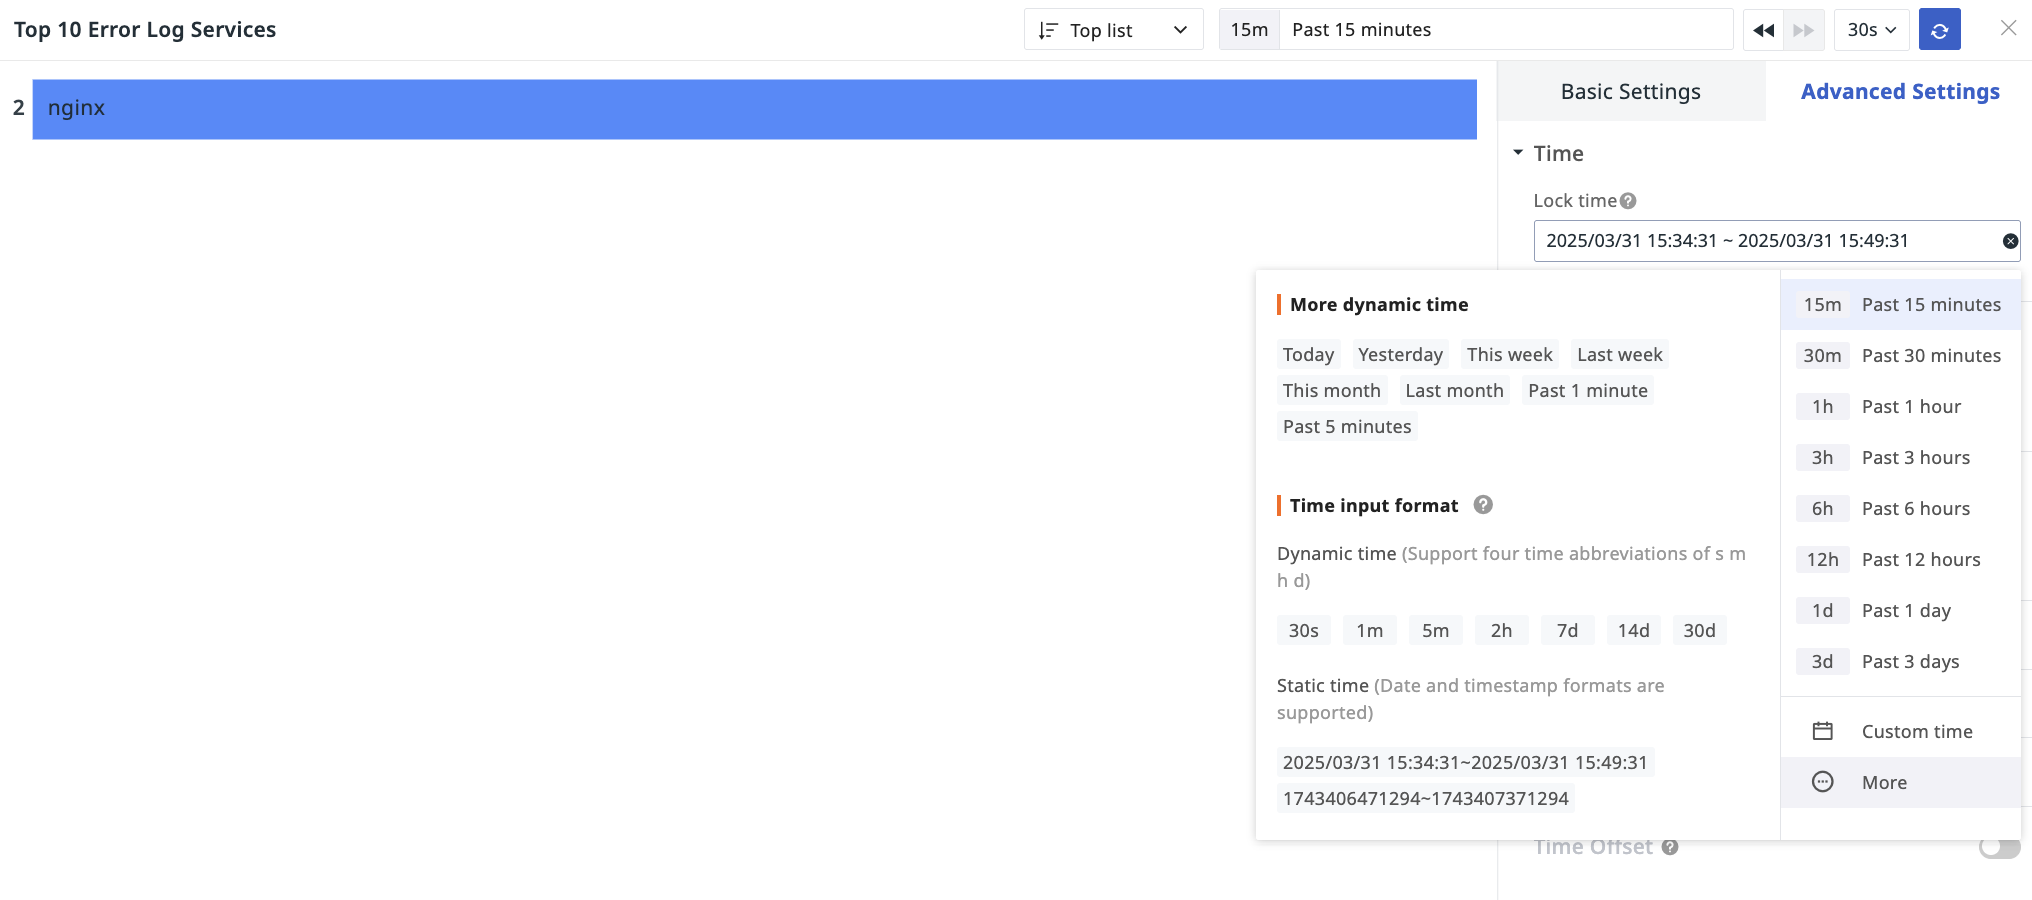 Top 10 Error Log Services
Top list
15m Past 15 minutes
30s
2 nginx
Basic Settings
Advanced Settings
Time
Lock time
2025/03/31 15:34:31 ~ 2025/03/31 15:49:31
More dynamic time
Today Yesterday This week Last week
This month Last month Past 1 minute
Past 5 minutes
Time input format
Dynamic time (Support four time abbreviations of s m
h d)
30s 1m 5m 2h 7d 14d 30d
Static time (Date and timestamp formats are
supported)
2025/03/31 15:34:31~2025/03/31 15:49:31
1743406471294~1743407371294
15m Past 15 minutes
30m Past 30 minutes
1h Past 1 hour
3h Past 3 hours
6h Past 6 hours
12h Past 12 hours
1d Past 1 day
3d Past 3 days
Custom time
More
Time Offset